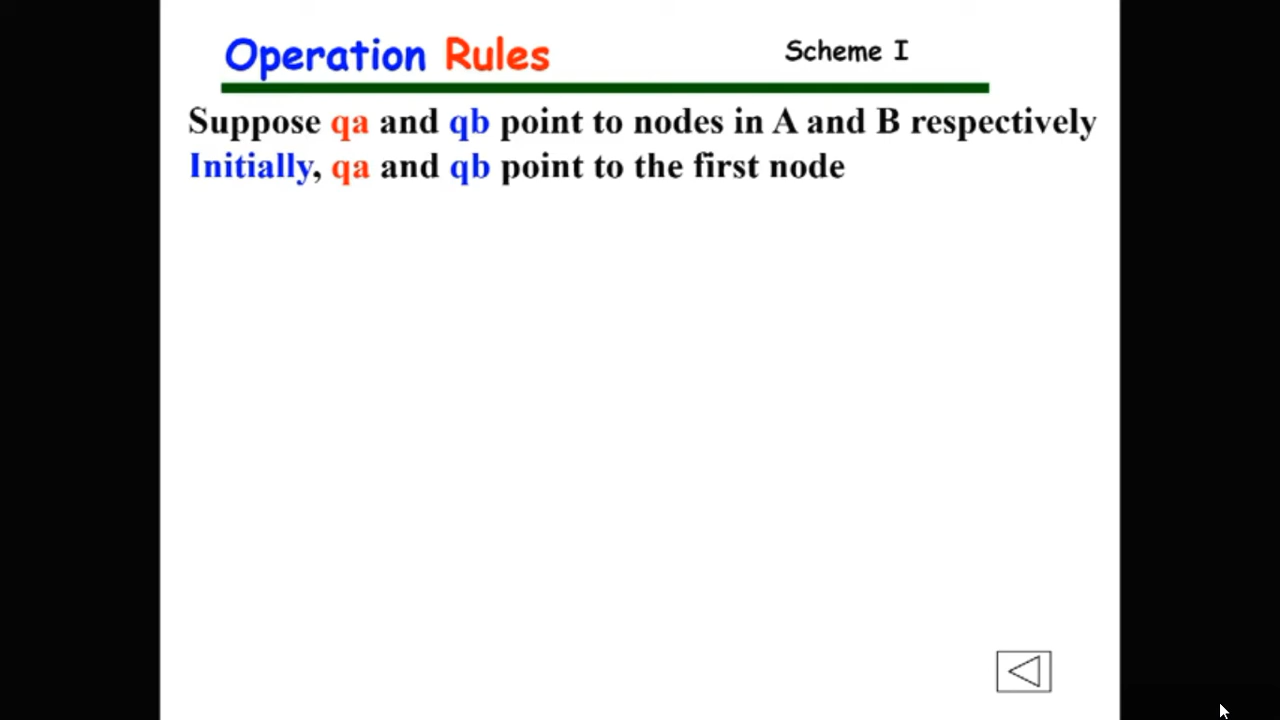 Operation Rules
Scheme I
Suppose qa and qb point to nodes in A and B respectively
Initially, qa and qb point to the first node